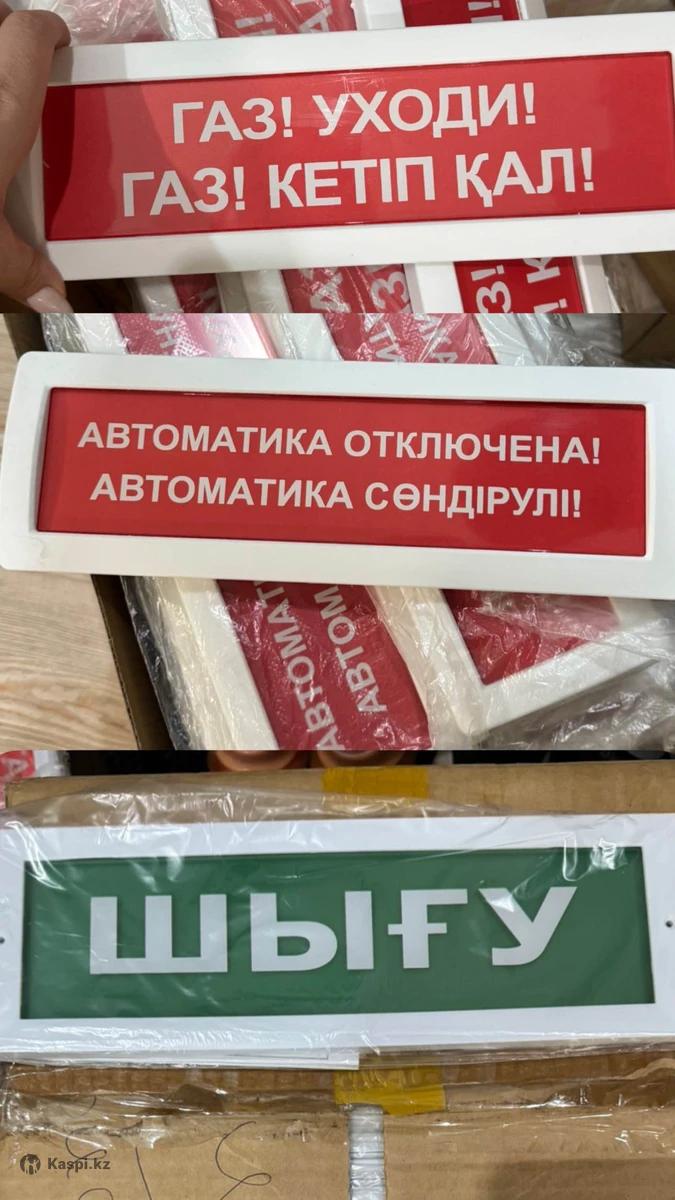 ГАЗ! УХОДИ!
ГАЗ! КЕТІП ҚАЛ!
АВТОМАТИКА ОТКЛЮЧЕНА!
АВТОМАТИКА СӨНДІРУЛІ!
ШЫҒУ
Kaspi.kz